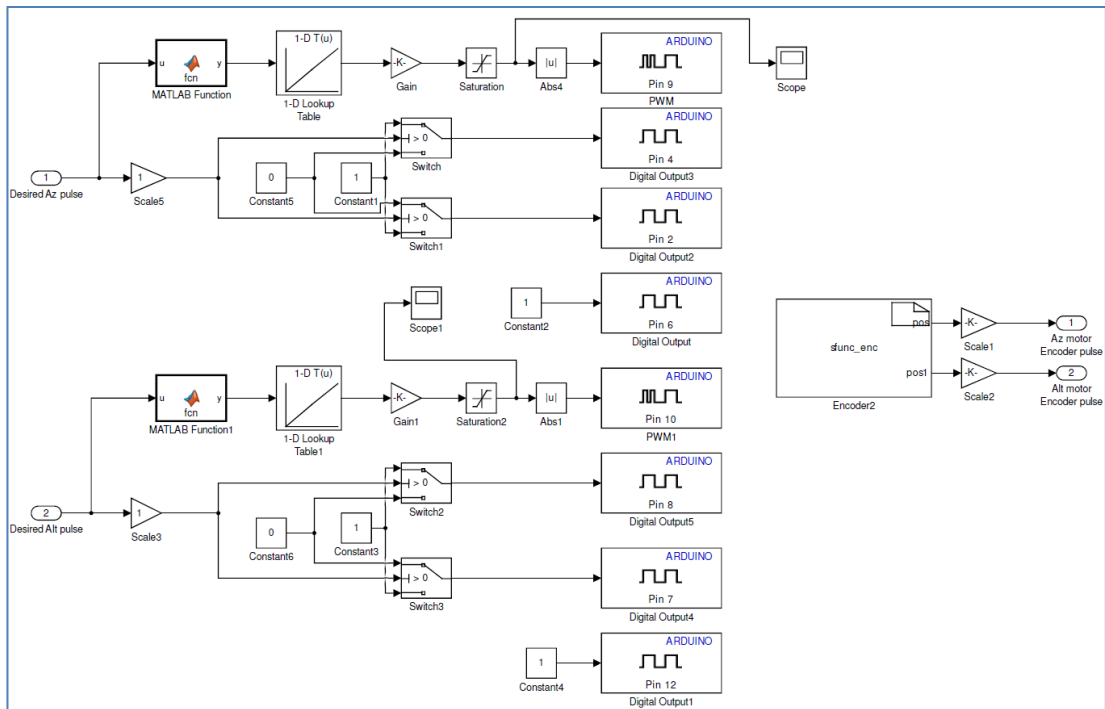 ARDUINO
1-D T(u)
u
fcn
y
-K-
|u|
Pin 9
MATLAB Function
1-D Lookup
Table
Gain
Saturation
Abs4
PWM
Scope
ARDUINO
> 0
Pin 4
Switch
Digital Output3
1
Desired Az pulse
1
Scale5
0
Constant5
1
Constant1
ARDUINO
> 0
Pin 2
Switch1
Digital Output2
Scope1
1
Constant2
ARDUINO
Pin 6
Digital Output
sfunc_enc
pos
pos1
Encoder2
-K-
Scale1
1
Az motor
Encoder pulse
-K-
Scale2
2
Alt motor
Encoder pulse
1-D T(u)
ARDUINO
u
fcn
y
-K-
|u|
Pin 10
MATLAB Function1
1-D Lookup
Table1
Gain1
Saturation2
Abs1
PWM1
ARDUINO
> 0
Pin 8
Switch2
Digital Output5
2
Desired Alt pulse
1
Scale3
0
Constant6
1
Constant3
ARDUINO
> 0
Pin 7
Switch3
Digital Output4
1
Constant4
ARDUINO
Pin 12
Digital Output1